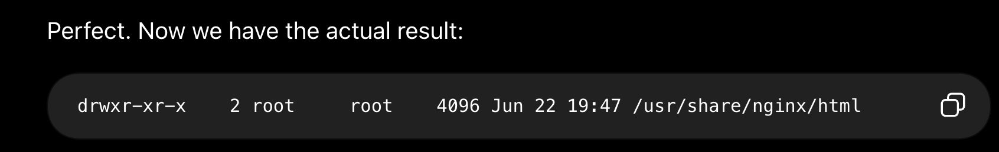 Perfect. Now we have the actual result:
drwxr-xr-x    2 root     root    4096 Jun 22 19:47 /usr/share/nginx/html